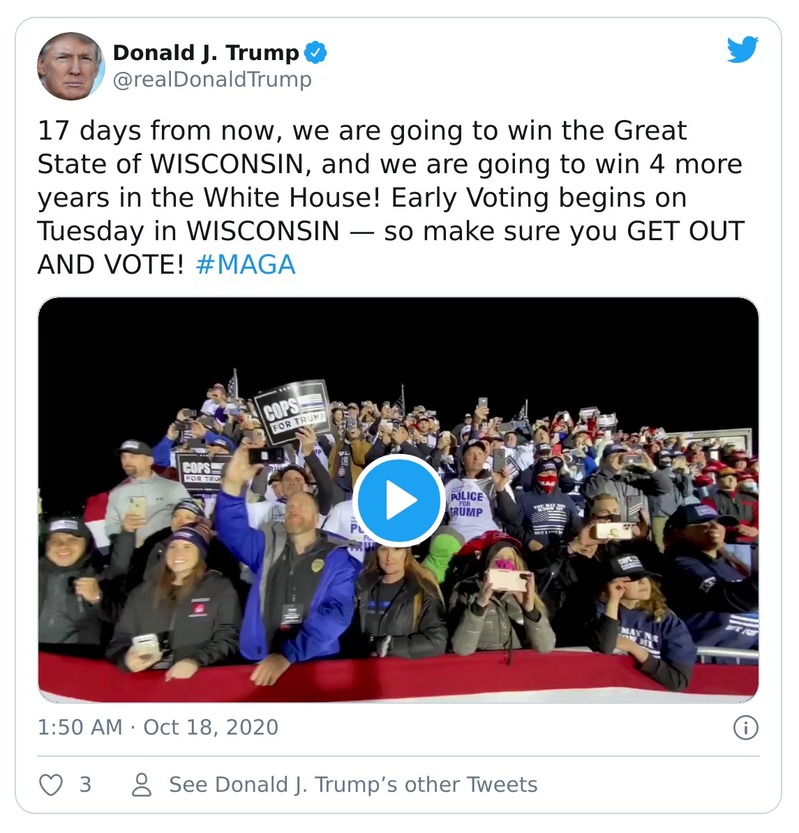 Donald J. Trump
@realDonaldTrump
17 days from now, we are going to win the Great
State of WISCONSIN, and we are going to win 4 more
years in the White House! Early Voting begins on
Tuesday in WISCONSIN — so make sure you GET OUT
AND VOTE! #MAGA
COPS
FOR TRUMP
COPS
FOR TRU
POLICE
FOR
TRUMP
1:50 AM · Oct 18, 2020
3
See Donald J. Trump’s other Tweets